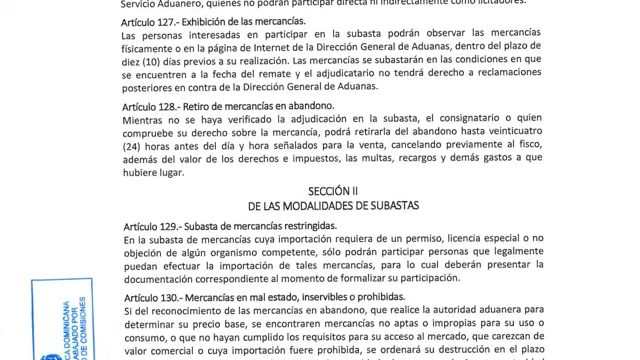 Servicio Aduanero, quienes no podrán participar directa ni indirectamente como licitadores.
Artículo 127.- Exhibición de las mercancías.
Las personas interesadas en participar en la subasta podrán observar las mercancías
físicamente o en la página de Internet de la Dirección General de Aduanas, dentro del plazo de
diez (10) días previos a su realización. Las mercancías se subastarán en las condiciones en que
se encuentren a la fecha del remate y el adjudicatario no tendrá derecho a reclamaciones
posteriores en contra de la Dirección General de Aduanas.
Artículo 128.- Retiro de mercancías en abandono.
Mientras no se haya verificado la adjudicación en la subasta, el consignatario o quien
compruebe su derecho sobre la mercancía, podrá retirarla del abandono hasta veinticuatro
(24) horas antes del día y hora señalados para la venta, cancelando previamente al fisco,
además del valor de los derechos e impuestos, las multas, recargos y demás gastos a que
hubiere lugar.
SECCIÓN II
DE LAS MODALIDADES DE SUBASTAS
Artículo 129.- Subasta de mercancías restringidas.
En la subasta de mercancías cuya importación requiera de un permiso, licencia especial o no
objeción de algún organismo competente, sólo podrán participar personas que legalmente
puedan efectuar la importación de tales mercancías, para lo cual deberán presentar la
documentación correspondiente al momento de formalizar su participación.
Artículo 130.- Mercancías en mal estado, inservibles o prohibidas.
Si del reconocimiento de las mercancías en abandono, que realice la autoridad aduanera para
determinar su precio base, se encontraren mercancías no aptas o impropias para su uso o
consumo, o que no hayan cumplido los requisitos para su acceso al mercado, que carezcan de
valor comercial o cuya importación fuere prohibida, se ordenará su destrucción en el plazo
CA DOMINICANA
ABAJADO POR
DE COMISIONES